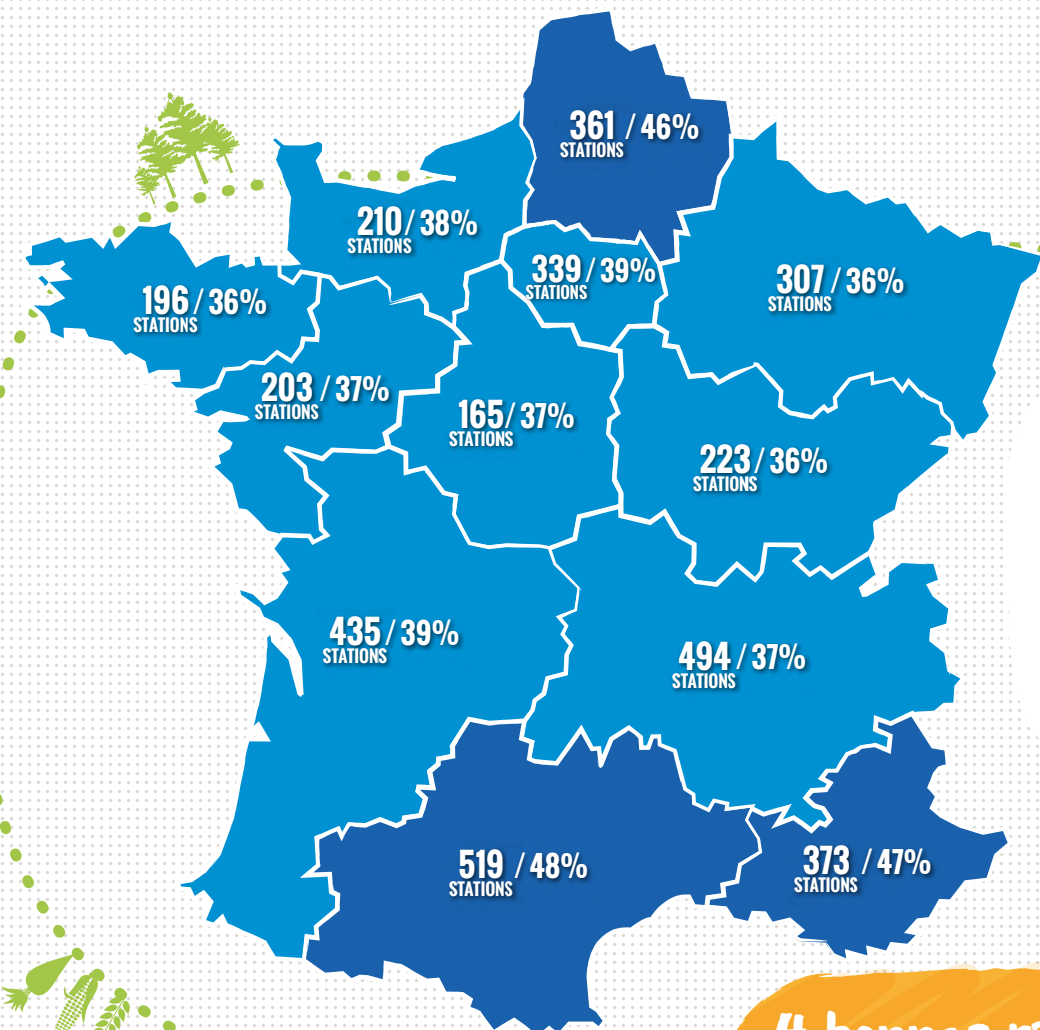 361 / 46%
STATIONS
210 / 38%
STATIONS
339 / 39%
STATIONS
307 / 36%
STATIONS
196 / 36%
STATIONS
203 / 37%
STATIONS
165 / 37%
STATIONS
223 / 36%
STATIONS
435 / 39%
STATIONS
494 / 37%
STATIONS
519 / 48%
STATIONS
373 / 47%
STATIONS